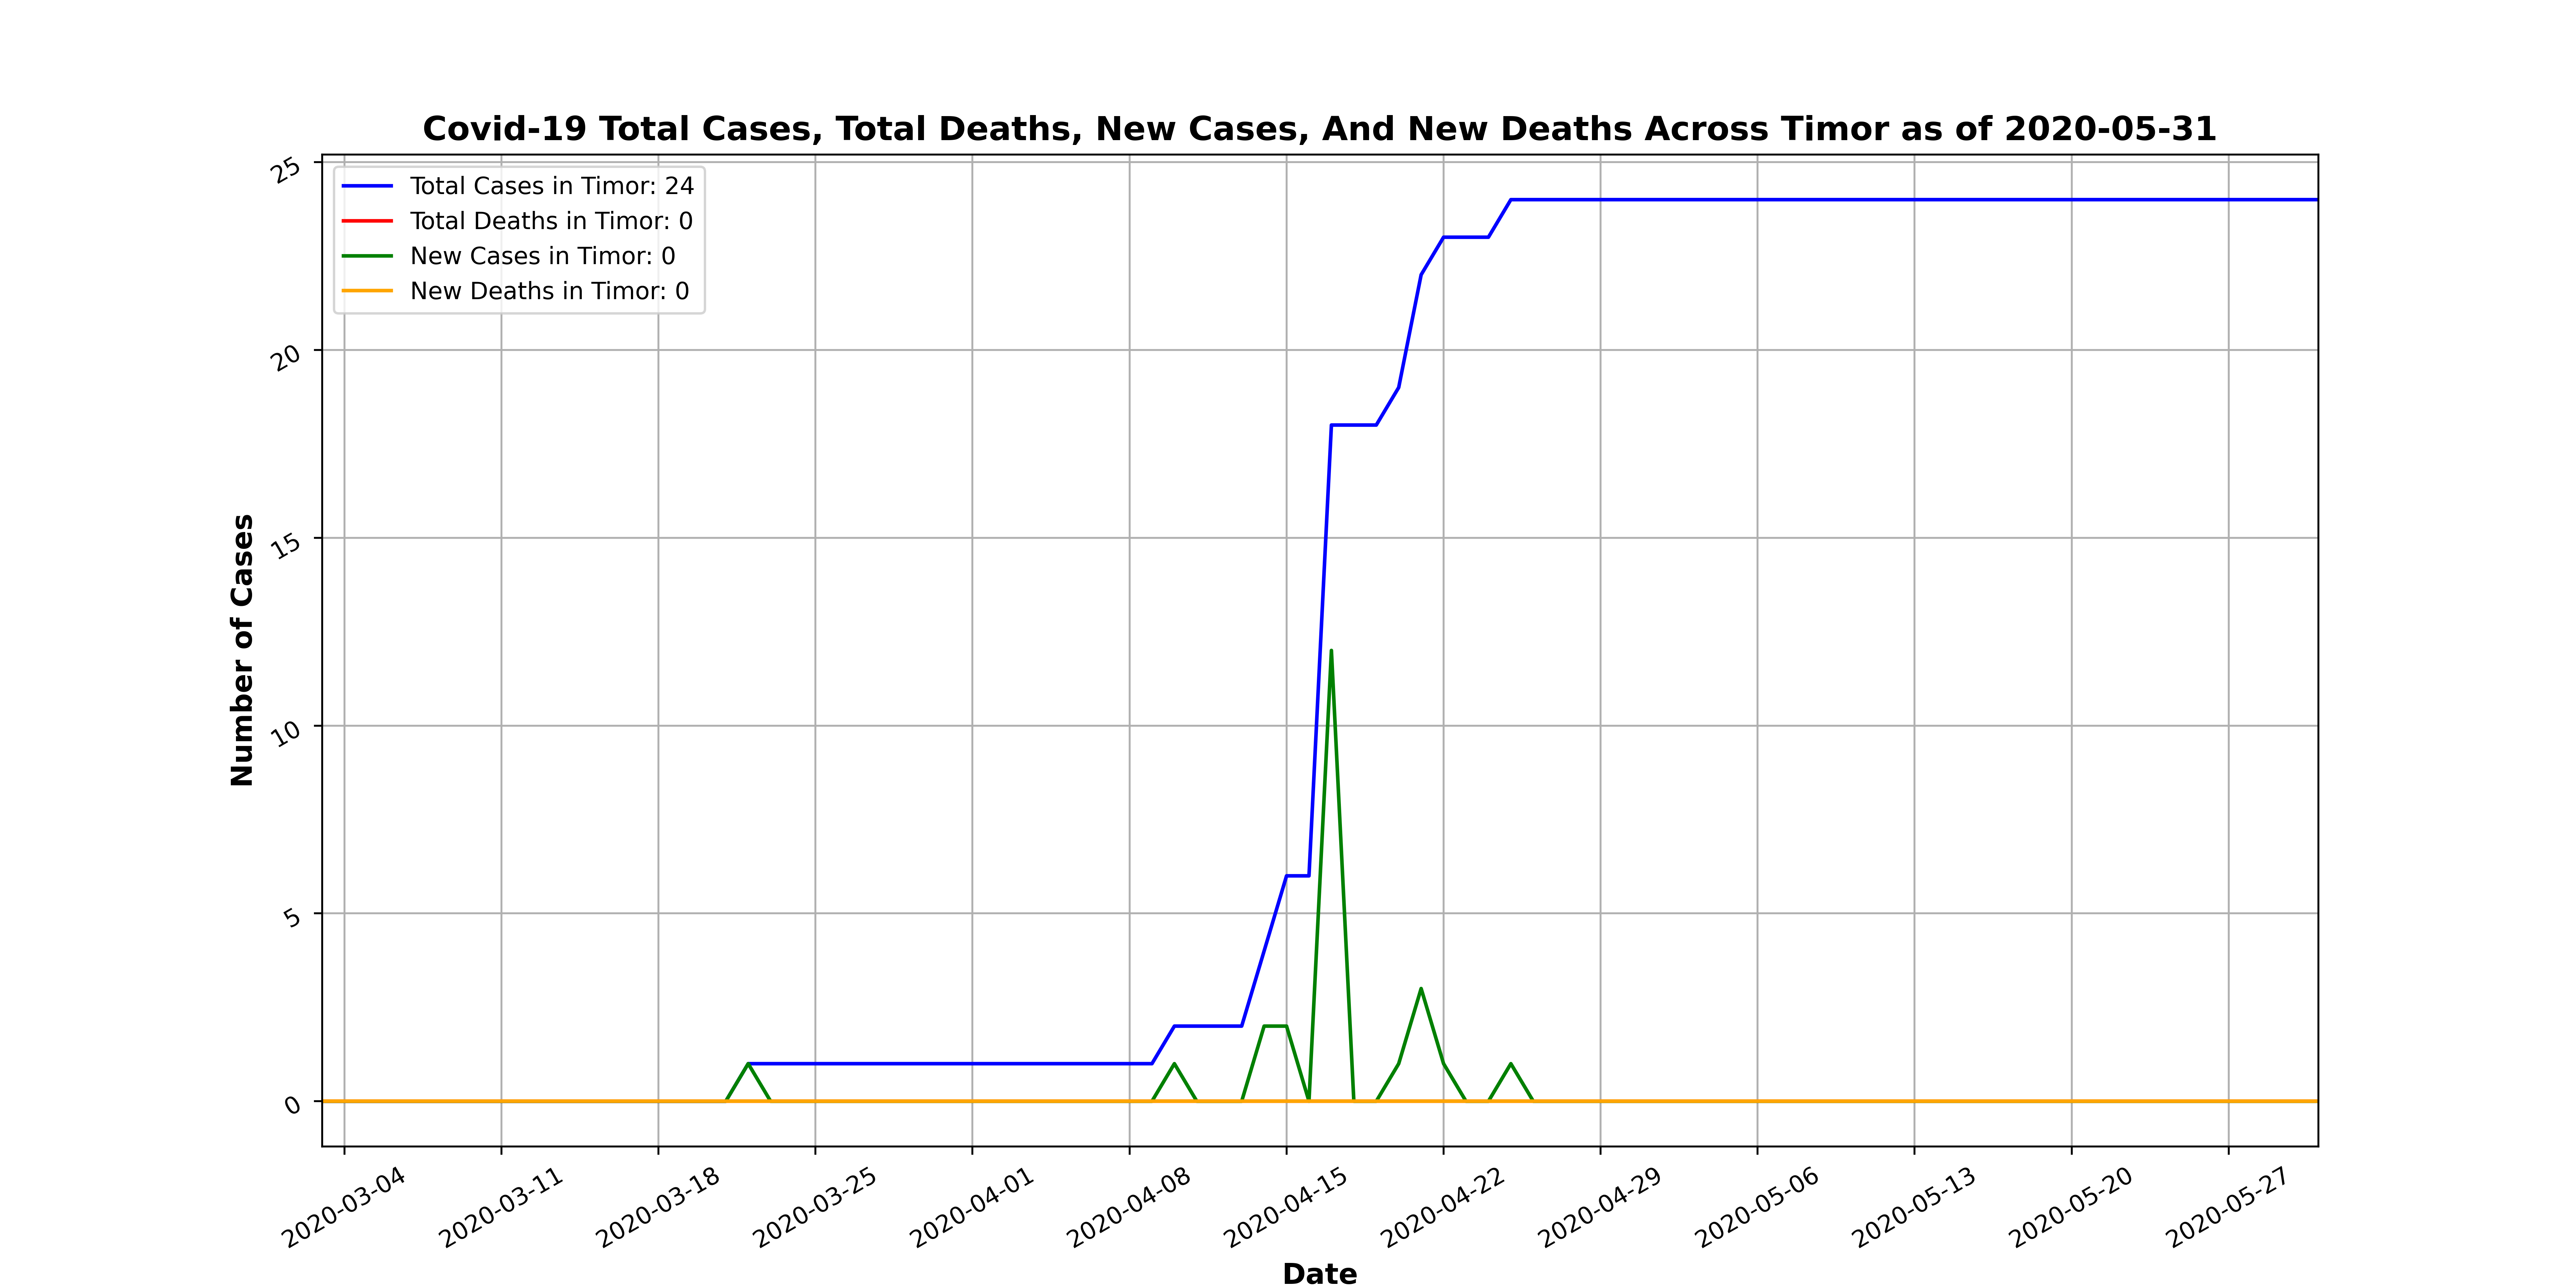 Covid-19 Total Cases, Total Deaths, New Cases, And New Deaths Across Timor as of 2020-05-31
Total Cases in Timor: 24
Total Deaths in Timor: 0
New Cases in Timor: 0
New Deaths in Timor: 0
Number of Cases
25
20
15
10
5
0
2020-03-04
2020-03-11
2020-03-18
2020-03-25
2020-04-01
2020-04-08
2020-04-15
2020-04-22
2020-04-29
2020-05-06
2020-05-13
2020-05-20
2020-05-27
Date